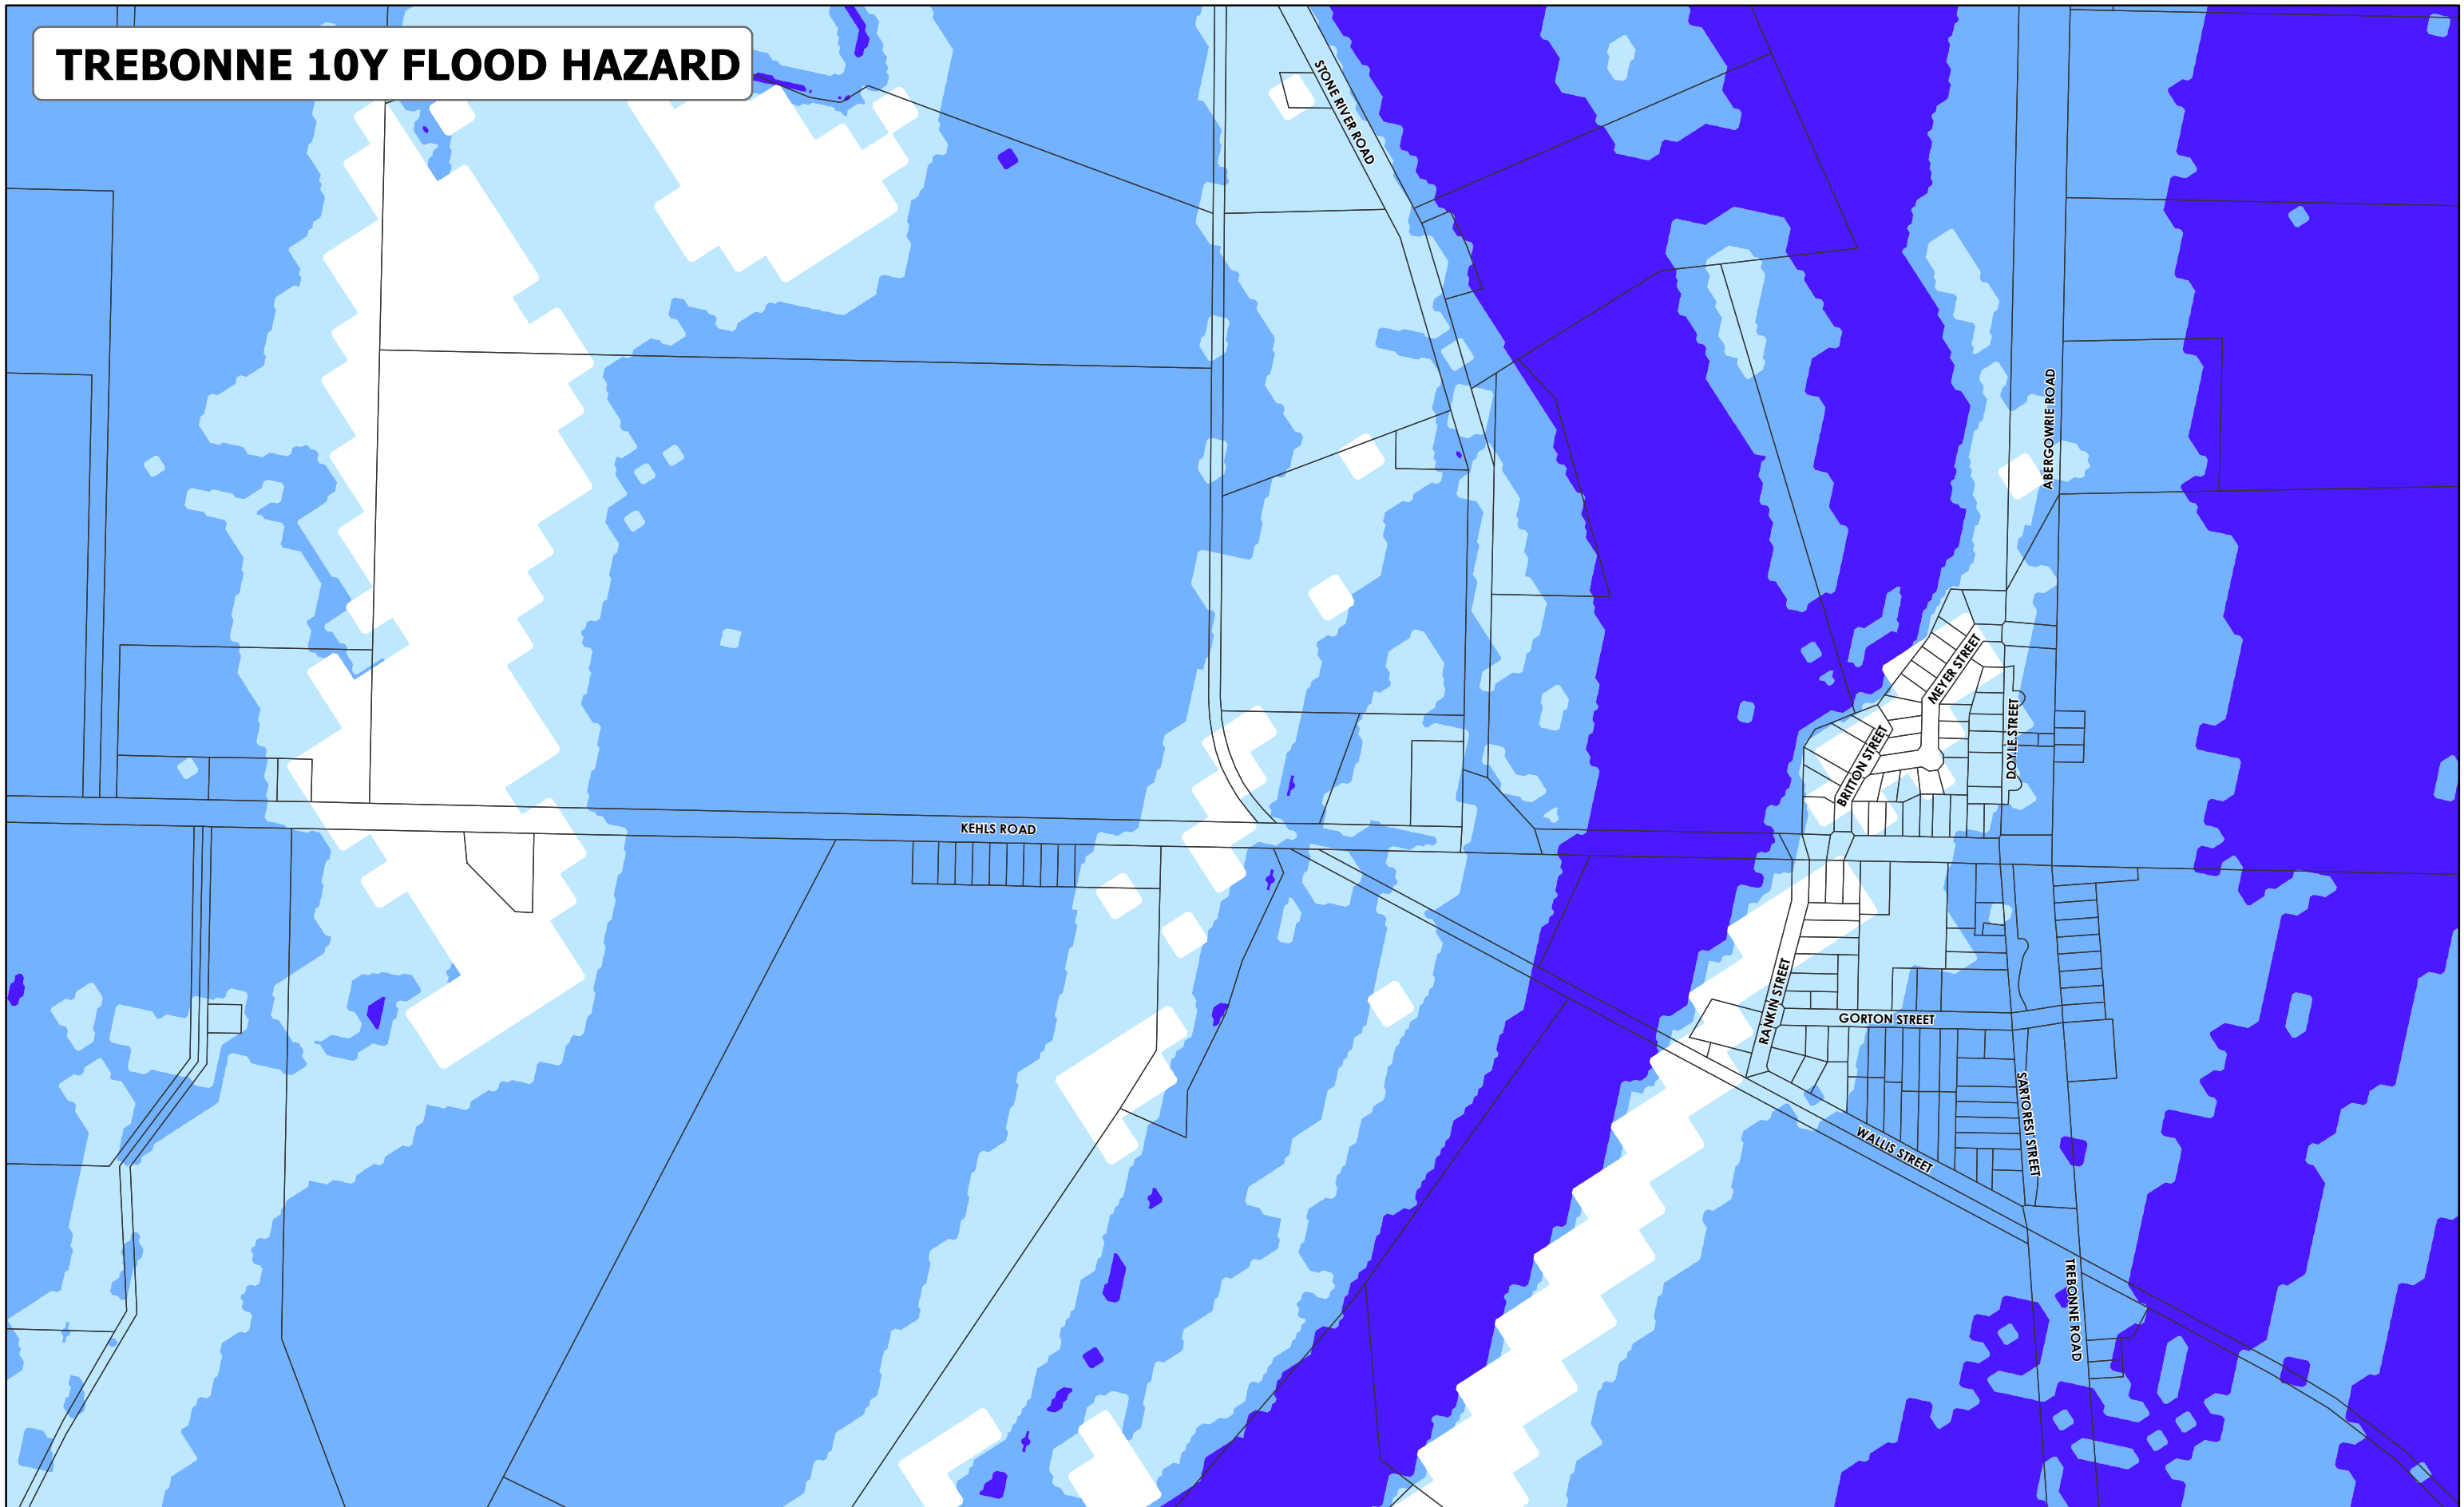 TREBONNE 10Y FLOOD HAZARD
STONE RIVER ROAD
ABERGOWRIE ROAD
MEYER STREET
DOYLE STREET
BRITTON STREET
KEHLS ROAD
RANKIN STREET
GORTON STREET
SARTORESI STREET
WALLIS STREET
TREBONNE ROAD